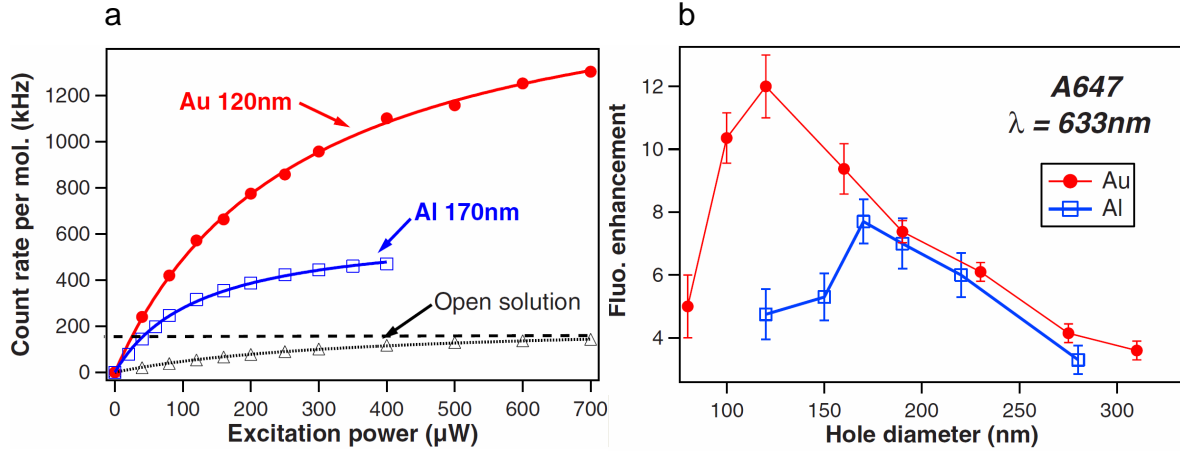 a
Count rate per mol. (kHz)
1200
1000
800
600
400
200
0
Au 120nm
Al 170nm
Open solution
0 100 200 300 400 500 600 700
Excitation power (µW)
b
Fluo. enhancement
12
10
8
6
4
A647
λ = 633nm
Au
Al
100 150 200 250 300
Hole diameter (nm)